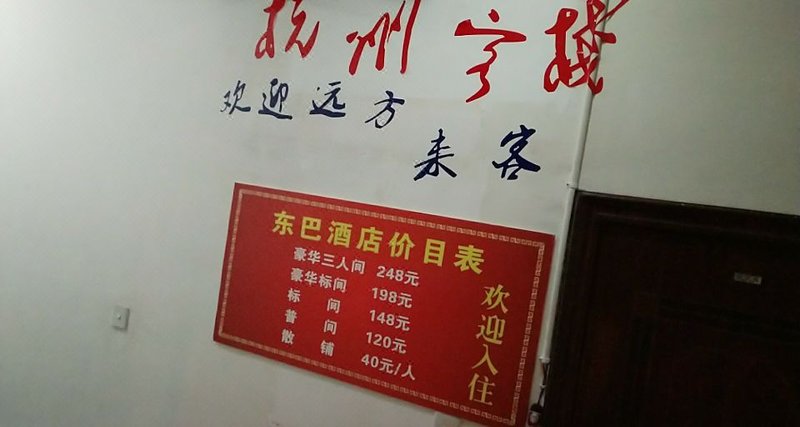 杭州客栈
欢迎远方
来客
东巴酒店价目表
豪华三人间 248元
豪华标间 198元
标 间 148元
普 间 120元
散 铺 40元/人
欢迎入住